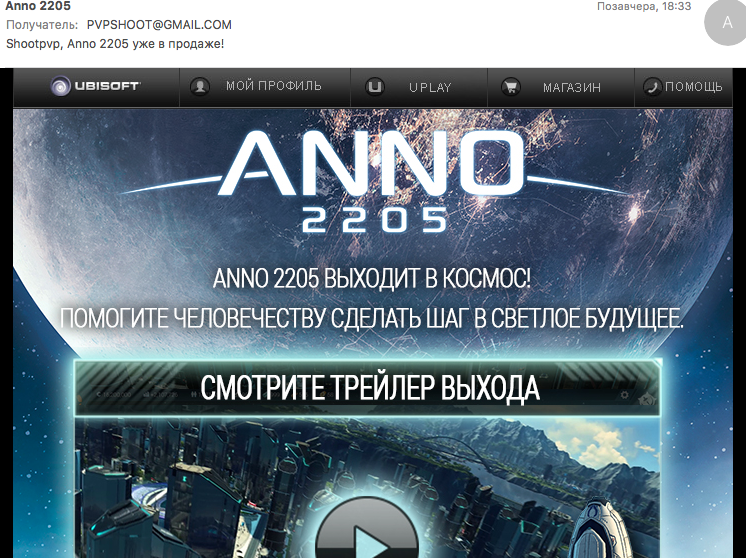 Anno 2205
Позавчера, 18:33
A
Получатель: PVPSHOOT@GMAIL.COM
Shootpvp, Anno 2205 уже в продаже!
UBISOFT
МОЙ ПРОФИЛЬ
UPLAY
МАГАЗИН
ПОМОЩЬ
ANNO
2205
ANNO 2205 ВЫХОДИТ В КОСМОС!
ПОМОГИТЕ ЧЕЛОВЕЧЕСТВУ СДЕЛАТЬ ШАГ В СВЕТЛОЕ БУДУЩЕЕ.
СМОТРИТЕ ТРЕЙЛЕР ВЫХОДА